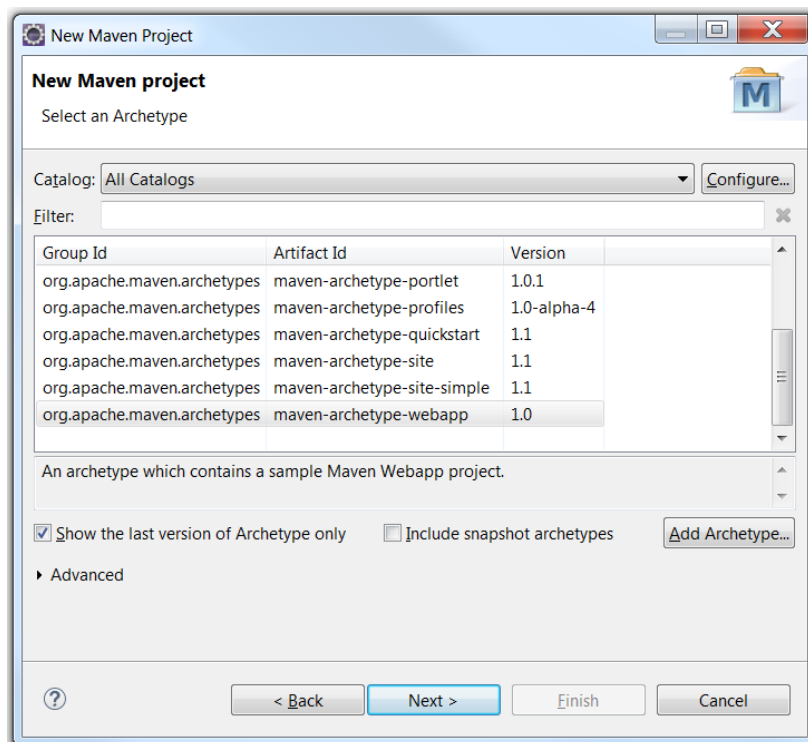 New Maven Project
New Maven project
Select an Archetype
M
Catalog: All Catalogs Configure...
Filter:
Group Id Artifact Id Version
org.apache.maven.archetypes maven-archetype-portlet 1.0.1
org.apache.maven.archetypes maven-archetype-profiles 1.0-alpha-4
org.apache.maven.archetypes maven-archetype-quickstart 1.1
org.apache.maven.archetypes maven-archetype-site 1.1
org.apache.maven.archetypes maven-archetype-site-simple 1.1
org.apache.maven.archetypes maven-archetype-webapp 1.0
An archetype which contains a sample Maven Webapp project.
Show the last version of Archetype only Include snapshot archetypes Add Archetype...
Advanced
? < Back Next > Finish Cancel